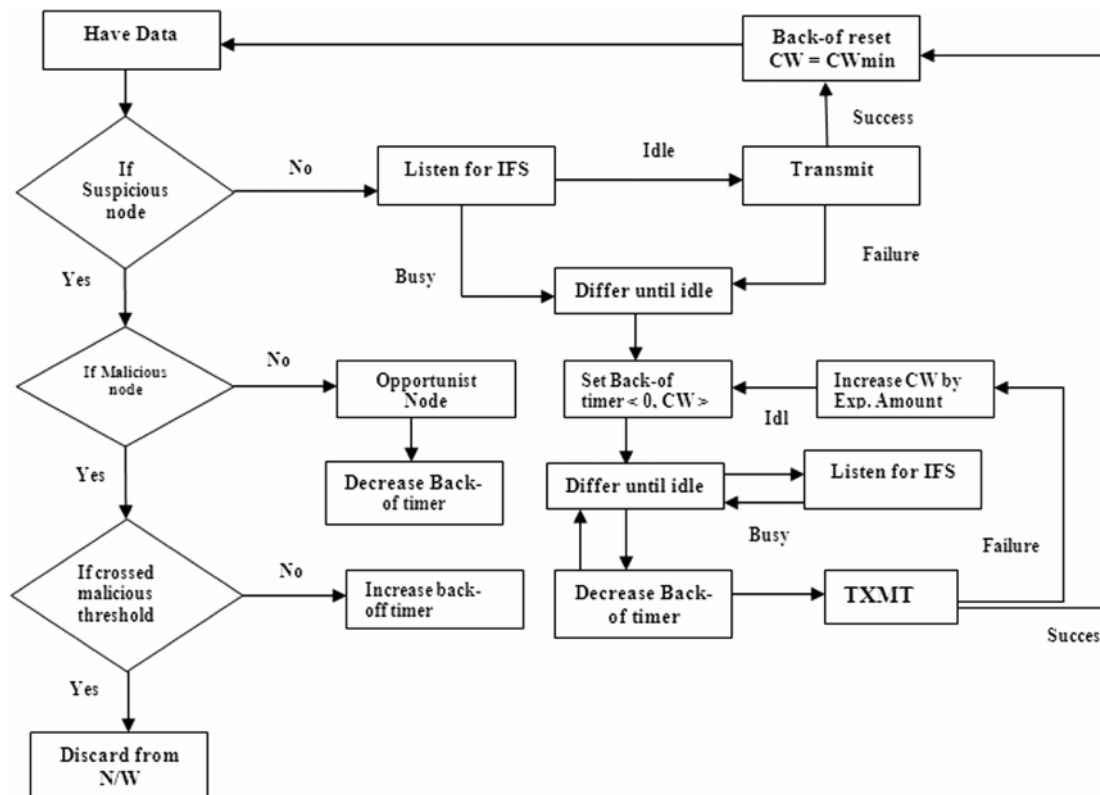 Have Data
Back-of reset
CW = CWmin
Success
If
Suspicious
node
No
Listen for IFS
Idle
Transmit
Yes
Busy
Failure
Differ until idle
If Malicious
node
No
Opportunist
Node
Set Back-of
timer < 0, CW >
Increase CW by
Exp. Amount
Idl
Yes
Decrease Back-
of timer
Differ until idle
Listen for IFS
Busy
Failure
If crossed
malicious
threshold
No
Increase back-
off timer
Decrease Back-
of timer
TXMT
Succes
Yes
Discard from
N/W